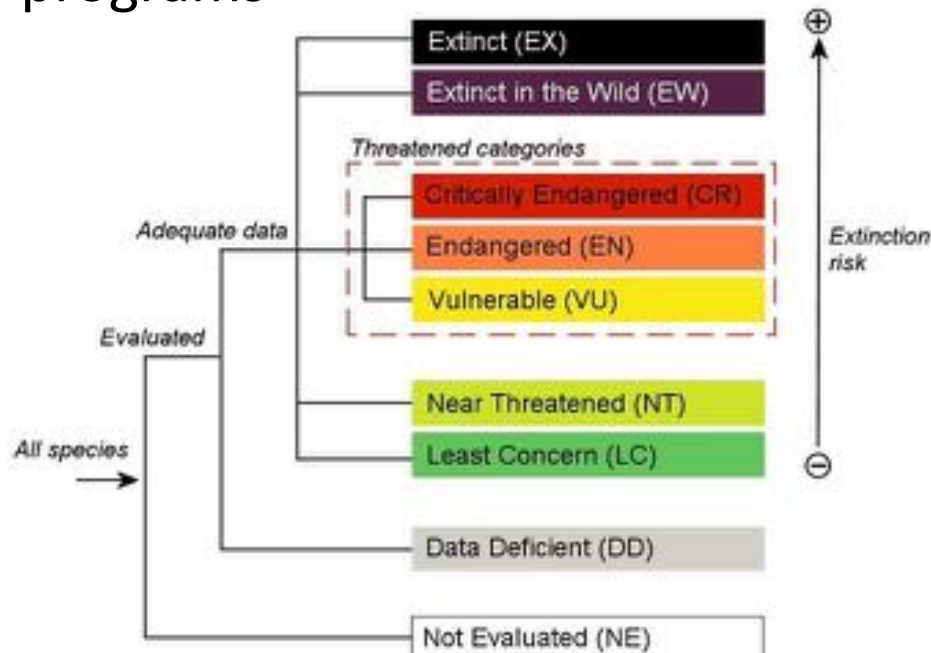 programs
Extinct (EX)
Extinct in the Wild (EW)
Threatened categories
Critically Endangered (CR)
Adequate data
Endangered (EN)
Extinction
risk
Vulnerable (VU)
Evaluated
Near Threatened (NT)
All species
Least Concern (LC)
Data Deficient (DD)
Not Evaluated (NE)
+
−